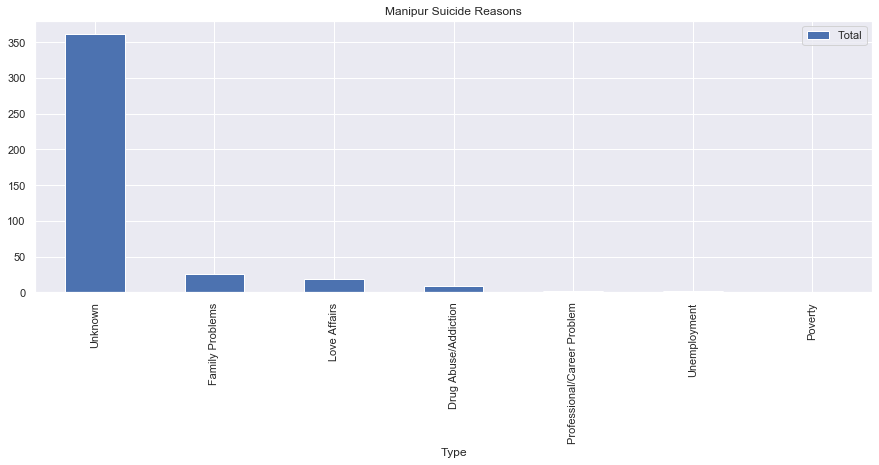 Manipur Suicide Reasons
Total
350
300
250
200
150
100
50
0
Unknown
Family Problems
Love Affairs
Drug Abuse/Addiction
Professional/Career Problem
Unemployment
Poverty
Type